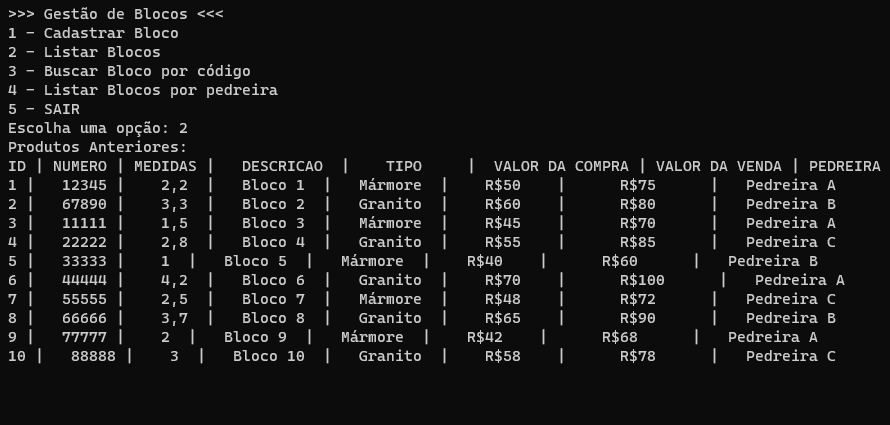 >>> Gestão de Blocos <<<
1 - Cadastrar Bloco
2 - Listar Blocos
3 - Buscar Bloco por código
4 - Listar Blocos por pedreira
5 - SAIR
Escolha uma opção: 2
Produtos Anteriores:
ID | NUMERO | MEDIDAS |   DESCRICAO  |    TIPO     |  VALOR DA COMPRA | VALOR DA VENDA | PEDREIRA
1 |   12345 |    2,2  |   Bloco 1  |   Mármore  |    R$50    |      R$75      |   Pedreira A
2 |   67890 |    3,3  |   Bloco 2  |   Granito  |    R$60    |      R$80      |   Pedreira B
3 |   11111 |    1,5  |   Bloco 3  |   Mármore  |    R$45    |      R$70      |   Pedreira A
4 |   22222 |    2,8  |   Bloco 4  |   Granito  |    R$55    |      R$85      |   Pedreira C
5 |   33333 |    1  |   Bloco 5  |   Mármore  |    R$40    |      R$60      |   Pedreira B
6 |   44444 |    4,2  |   Bloco 6  |   Granito  |    R$70    |      R$100      |   Pedreira A
7 |   55555 |    2,5  |   Bloco 7  |   Mármore  |    R$48    |      R$72      |   Pedreira C
8 |   66666 |    3,7  |   Bloco 8  |   Granito  |    R$65    |      R$90      |   Pedreira B
9 |   77777 |    2  |   Bloco 9  |   Mármore  |    R$42    |      R$68      |   Pedreira A
10 |   88888 |    3  |   Bloco 10  |   Granito  |    R$58    |      R$78      |   Pedreira C